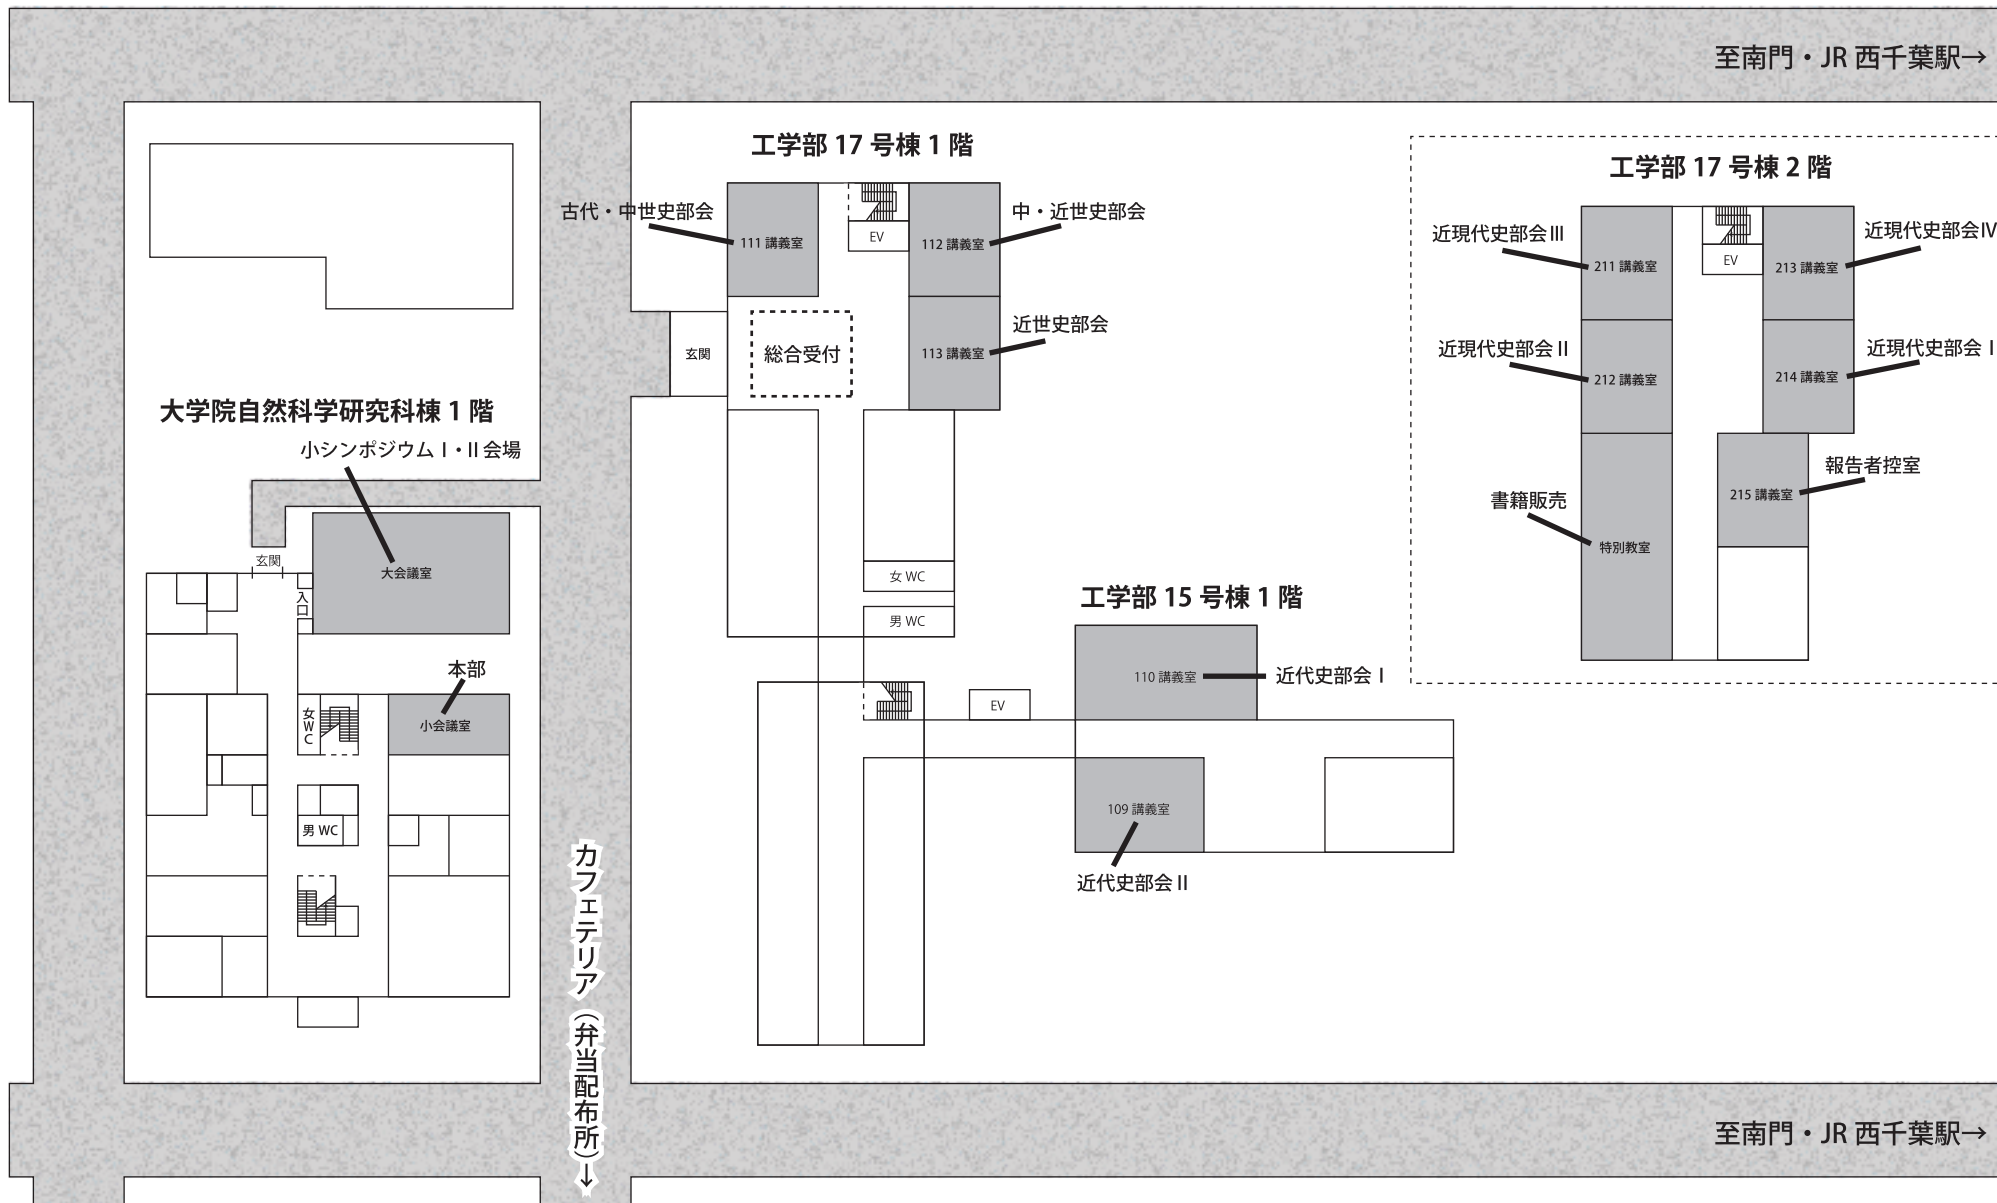 至南門・JR 西千葉駅→
工学部 17 号棟 1 階
古代・中世史部会
中・近世史部会
111 講義室
EV
112 講義室
近世史部会
玄関
総合受付
113 講義室
女 WC
男 WC
工学部 17 号棟 2 階
近現代史部会Ⅲ
近現代史部会Ⅳ
211 講義室
EV
213 講義室
近現代史部会Ⅱ
近現代史部会Ⅰ
212 講義室
214 講義室
報告者控室
215 講義室
書籍販売
特別教室
大学院自然科学研究科棟 1 階
小シンポジウムⅠ・Ⅱ会場
玄関
大会議室
入口
本部
女WC
小会議室
男 WC
工学部 15 号棟 1 階
110 講義室
近代史部会Ⅰ
EV
109 講義室
近代史部会Ⅱ
カフェテリア(弁当配布所)→
至南門・JR 西千葉駅→